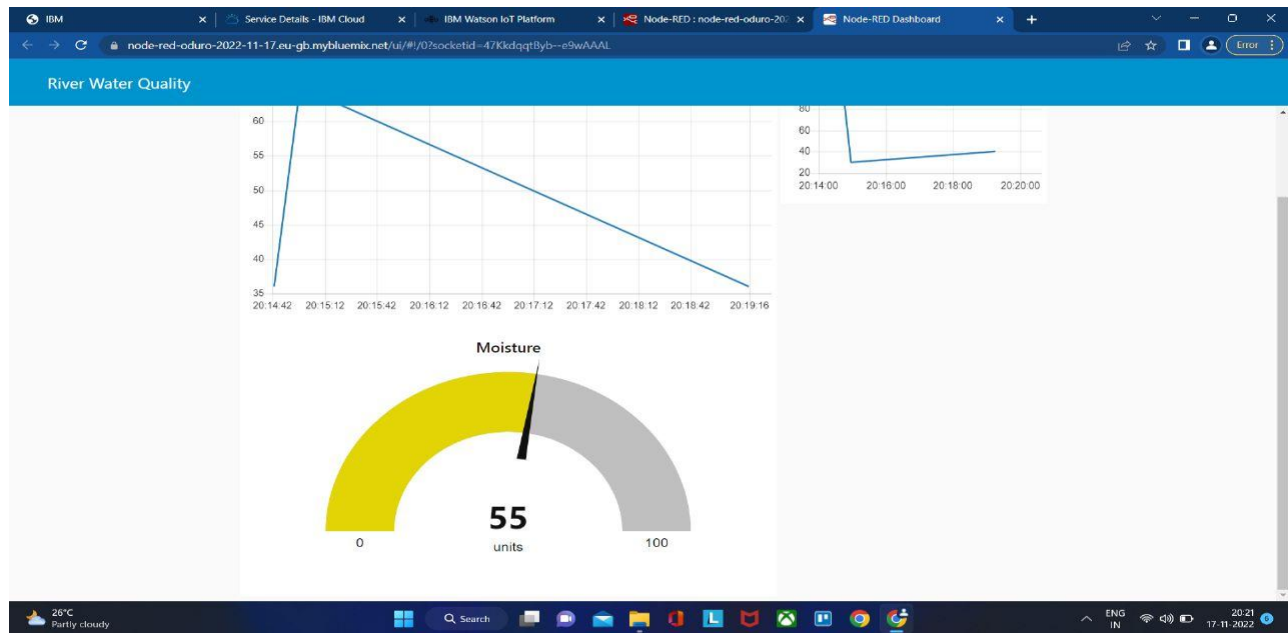 IBM
Service Details - IBM Cloud
IBM Watson IoT Platform
Node-RED : node-red-oduro-202
Node-RED Dashboard
node-red-oduro-2022-11-17.eu-gb.mybluemix.net/ui/#!/0?socketid=47KkdqqtByb--e9wAAAL
Error
River Water Quality
60
55
50
45
40
35
20:14:42 20:15:12 20:15:42 20:16:12 20:16:42 20:17:12 20:17:42 20:18:12 20:18:42 20:19:16
80
60
40
20
20:14:00 20:16:00 20:18:00 20:20:00
Moisture
55
units
0
100
26°C
Partly cloudy
Search
ENG
IN
20:21
17-11-2022
6